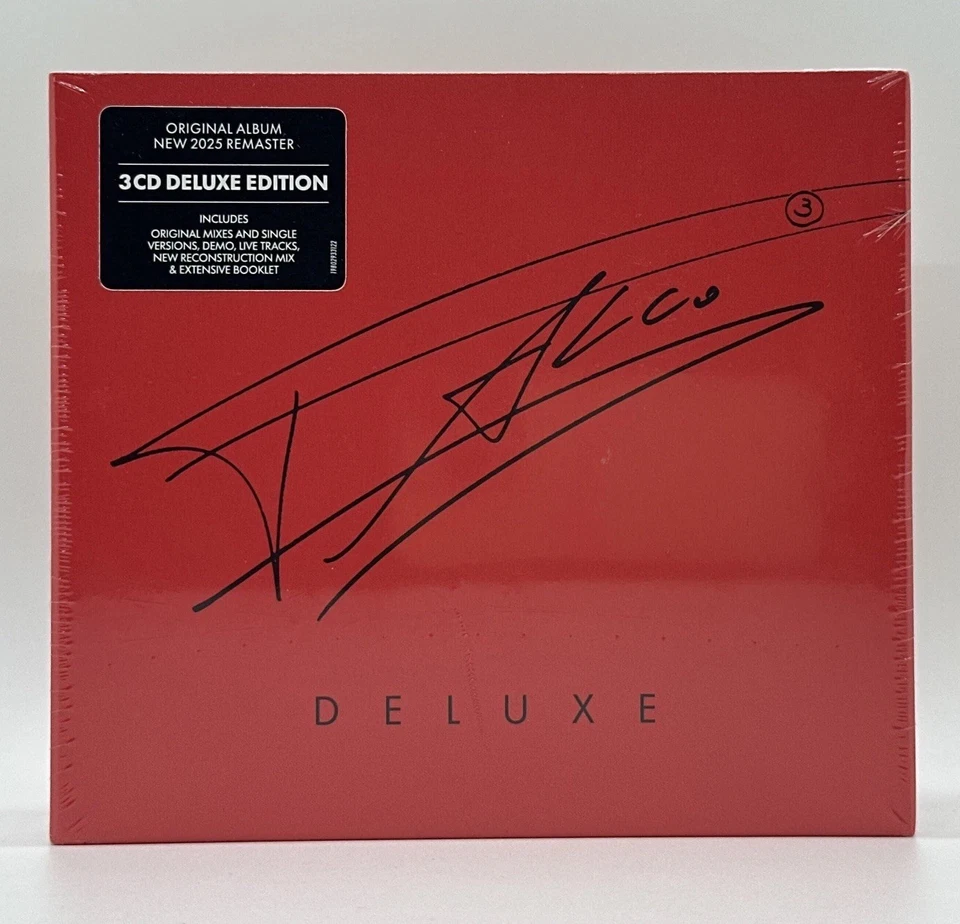 ORIGINAL ALBUM
NEW 2025 REMASTER
3CD DELUXE EDITION
INCLUDES
ORIGINAL MIXES AND SINGLE
VERSIONS, DEMO, LIVE TRACKS,
NEW RECONSTRUCTION MIX
& EXTENSIVE BOOKLET
3
FALCO
DELUXE